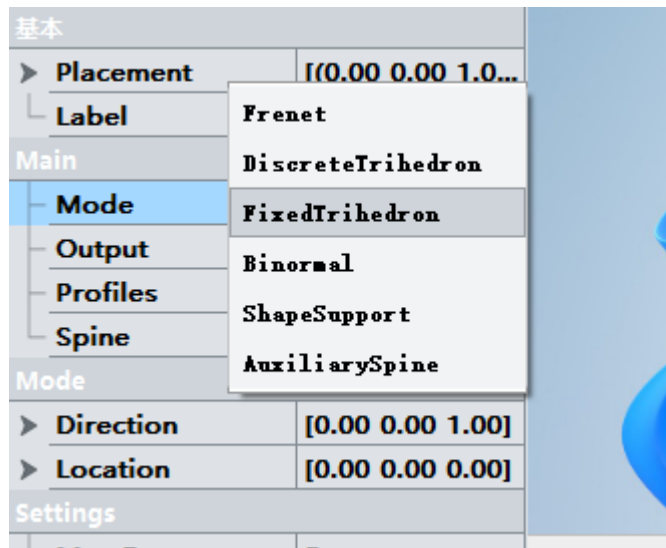 基本
Placement [(0.00 0.00 1.0...
Label
Frenet
DiscreteTrihedron
Main
Mode
FixedTrihedron
Output
Binormal
Profiles
ShapeSupport
Spine
AuxiliarySpine
Mode
Direction [0.00 0.00 1.00]
Location [0.00 0.00 0.00]
Settings